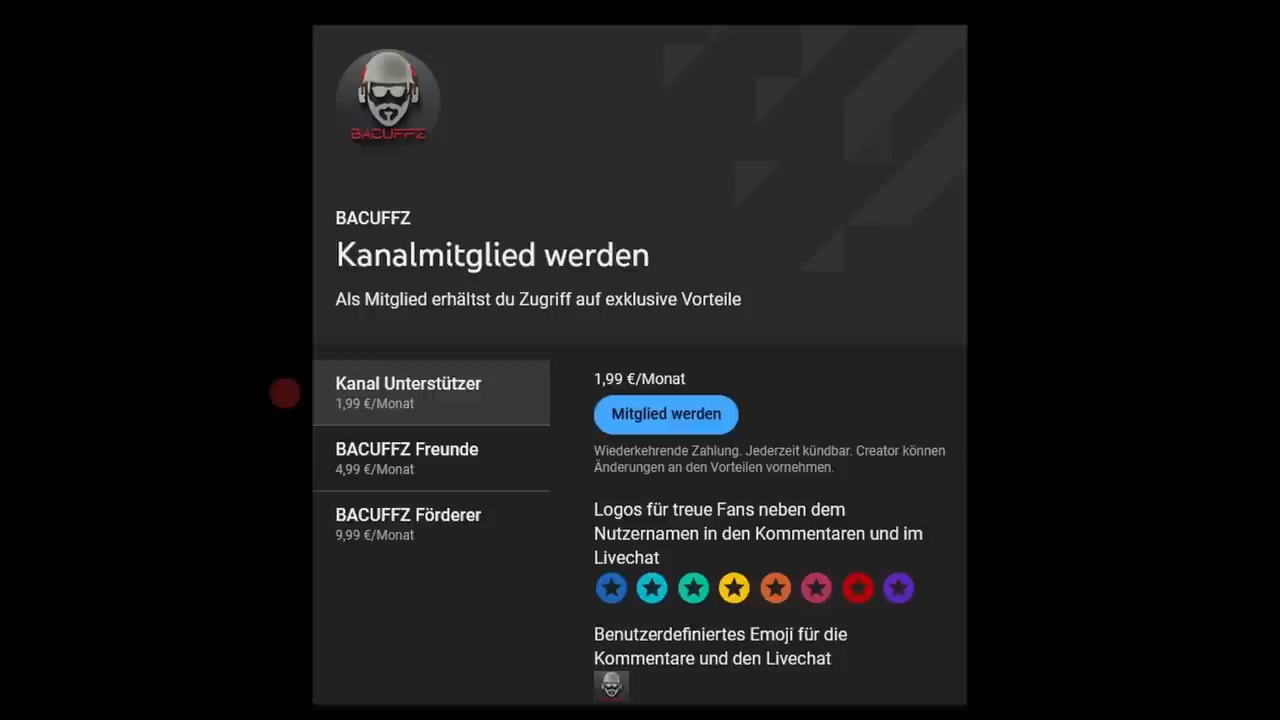 BACUFFZ
BACUFFZ
Kanalmitglied werden
Als Mitglied erhältst du Zugriff auf exklusive Vorteile
Kanal Unterstützer
1,99 €/Monat
BACUFFZ Freunde
4,99 €/Monat
BACUFFZ Förderer
9,99 €/Monat
1,99 €/Monat
Mitglied werden
Wiederkehrende Zahlung. Jederzeit kündbar. Creator können
Änderungen an den Vorteilen vornehmen.
Logos für treue Fans neben dem
Nutzernamen in den Kommentaren und im
Livechat
Benutzerdefiniertes Emoji für die
Kommentare und den Livechat